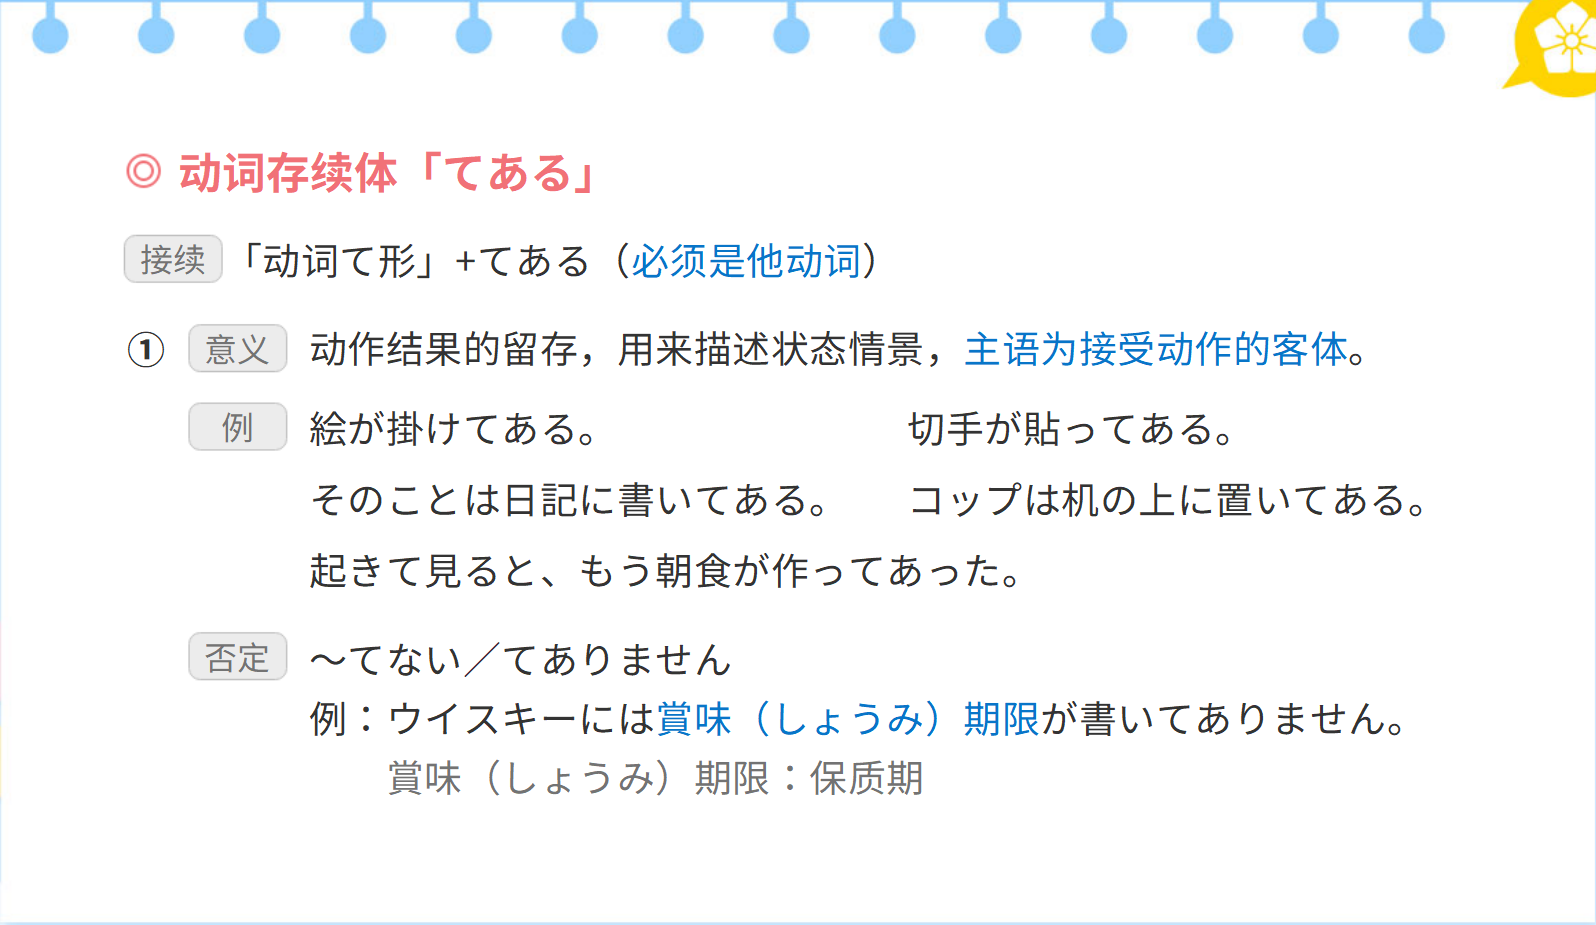 ◎ 动词存续体「てある」
接续 「动词て形」+てある（必须是他动词）
① 意义 动作结果的留存，用来描述状态情景，主语为接受动作的客体。
例 絵が掛けてある。 切手が貼ってある。
そのことは日記に書いてある。 コップは机の上に置いてある。
起きて見ると、もう朝食が作ってあった。
否定 ～てない／てありません
例：ウイスキーには賞味（しょうみ）期限が書いてありません。
賞味（しょうみ）期限：保质期